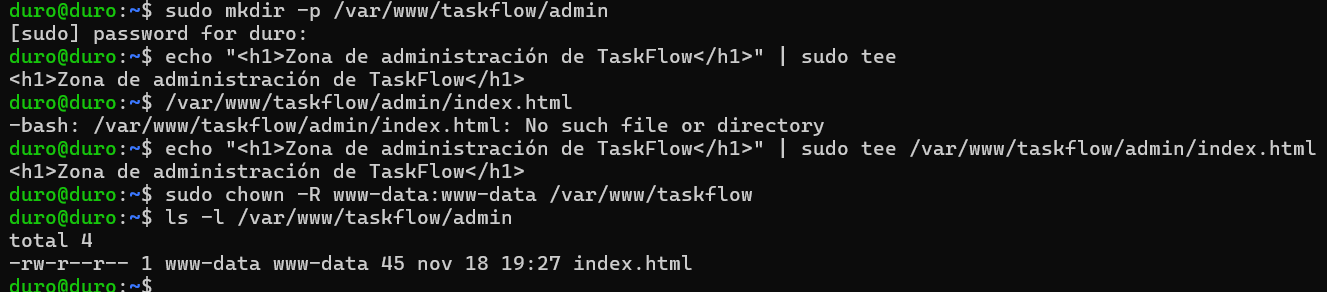 duro@duro:~$ sudo mkdir -p /var/www/taskflow/admin
[sudo] password for duro:
duro@duro:~$ echo "<h1>Zona de administración de TaskFlow</h1>" | sudo tee
<h1>Zona de administración de TaskFlow</h1>
duro@duro:~$ /var/www/taskflow/admin/index.html
-bash: /var/www/taskflow/admin/index.html: No such file or directory
duro@duro:~$ echo "<h1>Zona de administración de TaskFlow</h1>" | sudo tee /var/www/taskflow/admin/index.html
<h1>Zona de administración de TaskFlow</h1>
duro@duro:~$ sudo chown -R www-data:www-data /var/www/taskflow
duro@duro:~$ ls -l /var/www/taskflow/admin
total 4
-rw-r--r-- 1 www-data www-data 45 nov 18 19:27 index.html
duro@duro:~$